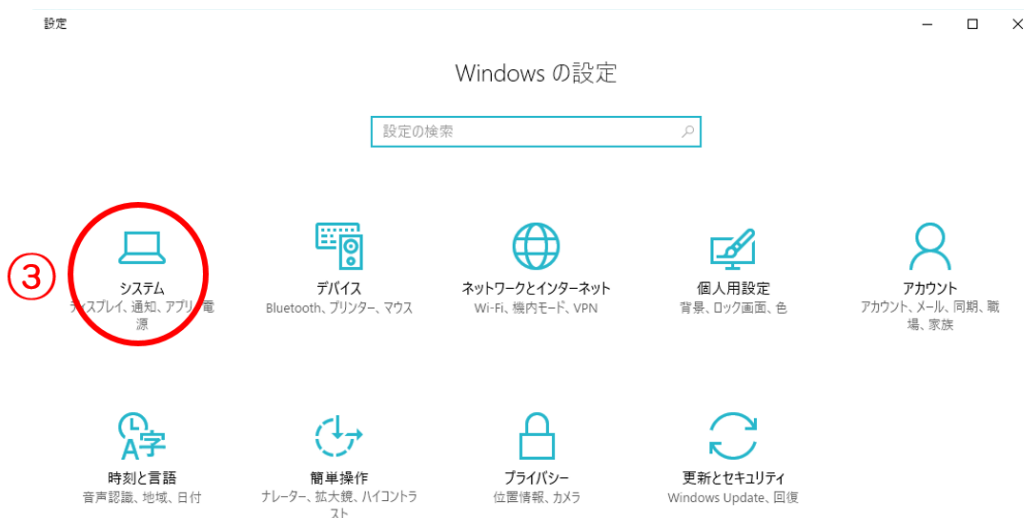 設定
Windows の設定
設定の検索
③
システム
ディスプレイ、通知、アプリ、電
源
デバイス
Bluetooth、プリンター、マウス
ネットワークとインターネット
Wi-Fi、機内モード、VPN
個人用設定
背景、ロック画面、色
アカウント
アカウント、メール、同期、職
場、家族
時刻と言語
音声認識、地域、日付
簡単操作
ナレーター、拡大鏡、ハイコントラ
スト
プライバシー
位置情報、カメラ
更新とセキュリティ
Windows Update、回復